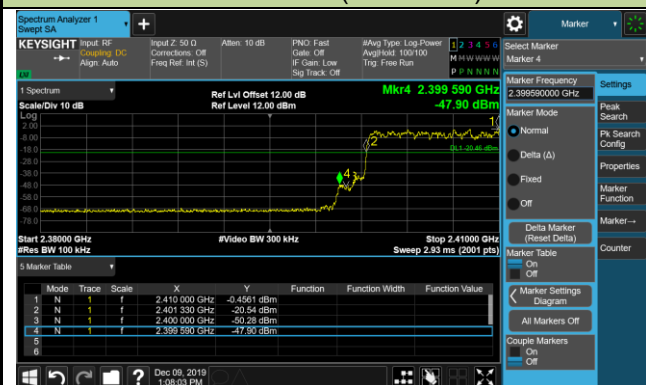 Spectrum Analyzer 1
Swept SA
+
Marker
KEYSIGHT
Input: RF
Coupling: DC
Align: Auto
Input Z: 50 Ω
Corrections: Off
Freq Ref: Int (S)
Atten: 10 dB
PNO: Fast
Gate: Off
IF Gain: Low
Sig Track: Off
#Avg Type: Log-Power
Avg|Hold: 100/100
Trig: Free Run
1 2 3 4 5 6
M M W W W W
P P N N N N
Select Marker
Marker 4
1 Spectrum
Scale/Div 10 dB
Log
Ref Lvl Offset 12.00 dB
Ref Level 12.00 dBm
Mkr4 2.399 590 GHz
-47.90 dBm
2.00
-8.00
-18.0
-28.0
-38.0
-48.0
-58.0
-68.0
-78.0
1
2
4
3
DL1 -20.46 dBm
Start 2.38000 GHz
#Res BW 100 kHz
#Video BW 300 kHz
Stop 2.41000 GHz
Sweep 2.93 ms (2001 pts)
5 Marker Table
Mode Trace Scale X Y Function Function Width Function Value
1 N 1 f 2.410 000 GHz -0.4561 dBm
2 N 1 f 2.401 330 GHz -20.54 dBm
3 N 1 f 2.400 000 GHz -50.28 dBm
4 N 1 f 2.399 590 GHz -47.90 dBm
5
6
Marker Frequency
2.399590000 GHz
Marker Mode
Normal
Delta (Δ)
Fixed
Off
Delta Marker
(Reset Delta)
Marker Table
On
Off
Marker Settings
Diagram
All Markers Off
Couple Markers
On
Off
Settings
Peak
Search
Pk Search
Config
Properties
Marker
Function
Marker→
Counter
?
Dec 09, 2019
1:08:03 PM